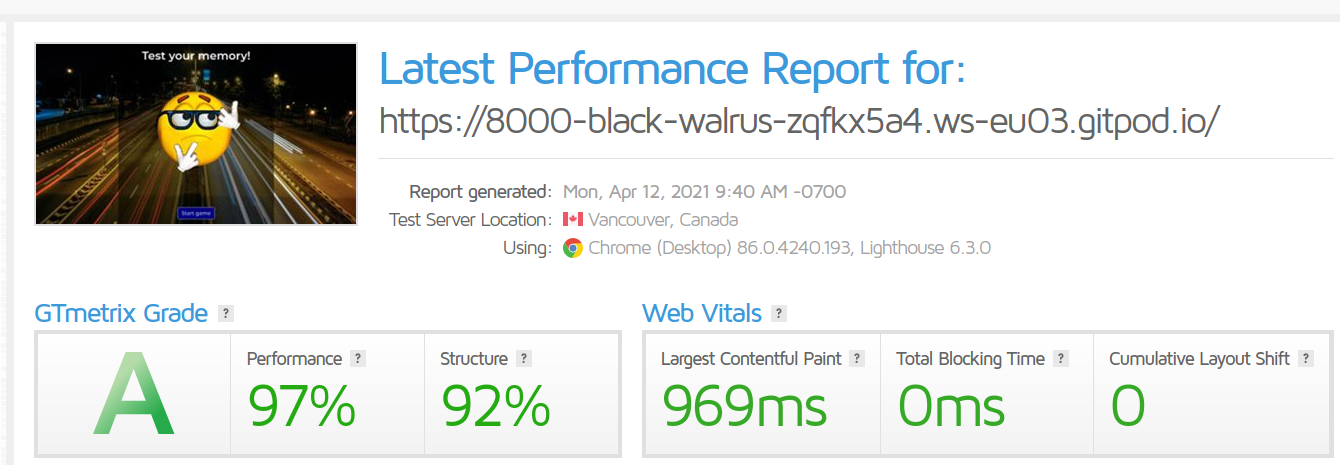 Test your memory!
Start game
Latest Performance Report for:
https://8000-black-walrus-zqfkx5a4.ws-eu03.gitpod.io/
Report generated: Mon, Apr 12, 2021 9:40 AM -0700
Test Server Location: Vancouver, Canada
Using: Chrome (Desktop) 86.0.4240.193, Lighthouse 6.3.0
GTmetrix Grade ?
Web Vitals ?
A
Performance ?
97%
Structure ?
92%
Largest Contentful Paint ?
969ms
Total Blocking Time ?
0ms
Cumulative Layout Shift ?
0